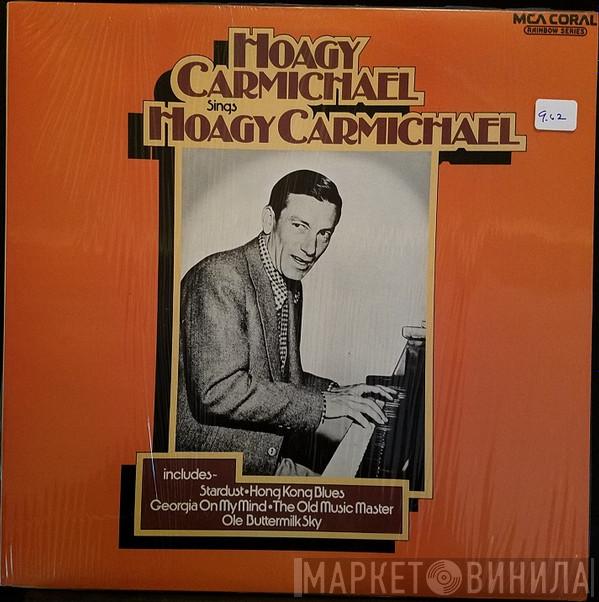 MCA CORAL
RAINBOW SERIES
HOAGY
CARMICHAEL
Sings
HOAGY CARMICHAEL
9.42
includes-
Stardust•Hong Kong Blues
Georgia On My Mind•The Old Music Master
Ole Buttermilk Sky
МАРКЕТ ВИНИЛА